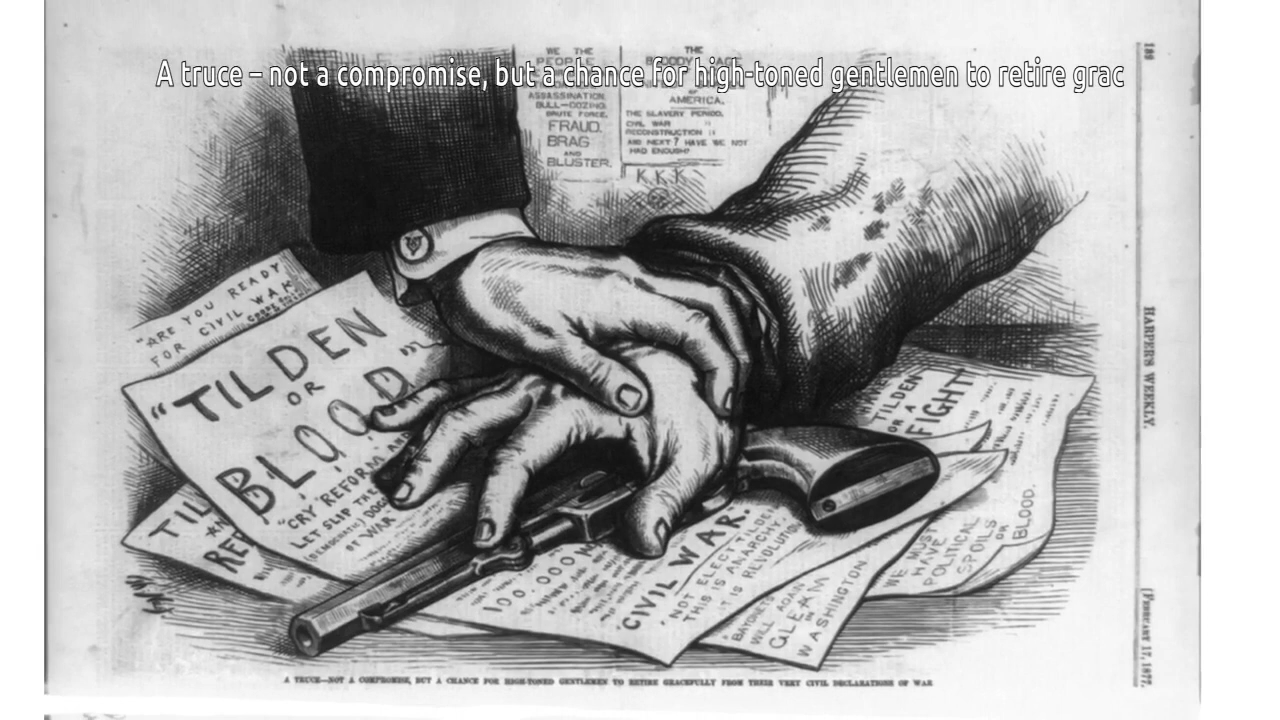 A truce – not a compromise, but a chance for high-toned gentlemen to retire grac
WE THE
PEOPLE
ASSASSINATION
BULL-DOZING.
BRUTE FORCE.
FRAUD.
BRAG
AND
BLUSTER.
THE
AMERICA.
THE SLAVERY PERIOD.
CIVIL WAR
RECONSTRUCTION "
AND NEXT? HAVE WE NOT
HAD ENOUGH?
K.K.K
"ARE YOU READY
FOR CIVIL WAR
"TILDEN
OR
BLOOD"
"CRY REFORM AND
LET SLIP THE
(DEMOCRATIC) DOGS
OF WAR
TIL
REF
TILDEN
OR A
FIGHT"
100,000
CIVIL WAR.
"NOT ELECT TILD
THIS IS ANARCHY.
IT IS REVOLUTION
"BAYONETS
WILL AGAIN
GLEAM
IN
WASHINGTON
WE MUST
HAVE
POLITICAL
SPOILS
OR
BLOOD.
A TRUCE—NOT A COMPROMISE, BUT A CHANCE FOR HIGH-TONED GENTLEMEN TO RETIRE GRACEFULLY FROM THEIR VERY CIVIL DECLARATIONS OF WAR
HARPER'S WEEKLY.
[FEBRUARY 17, 1877.